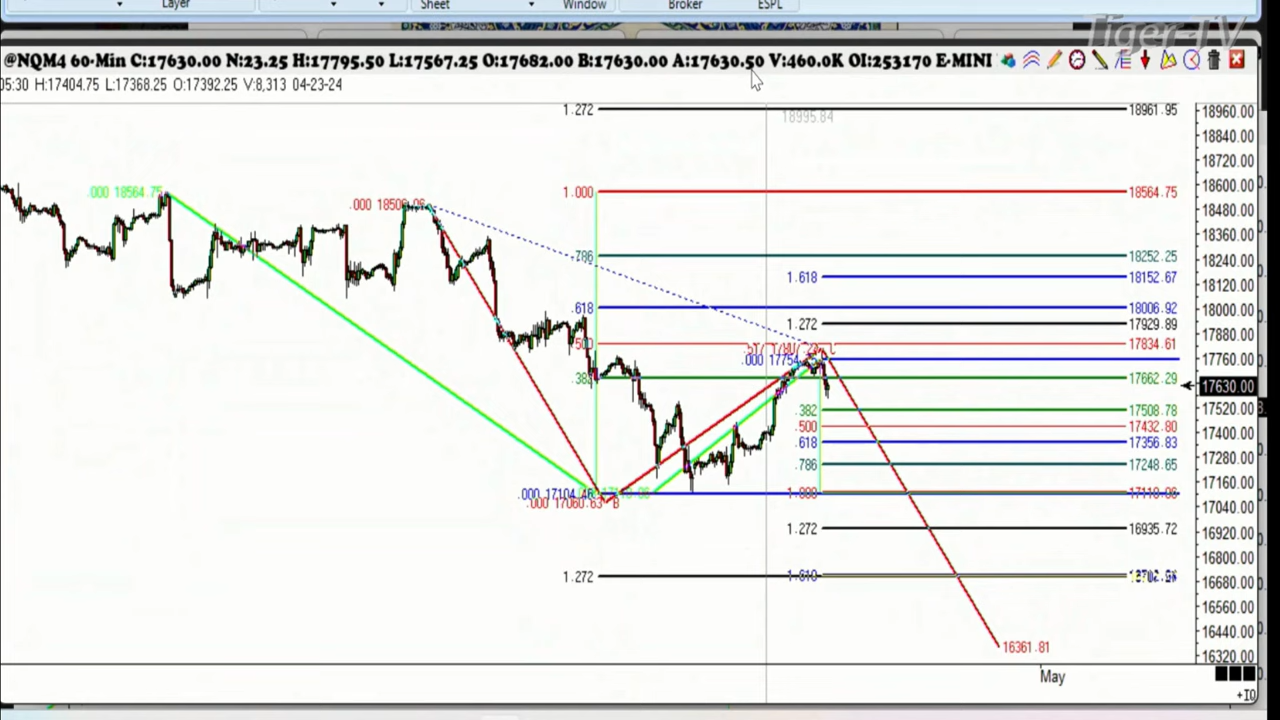 Layer Sheet Window Broker ESPL
Tiger-TV
@NQM4 60-Min C:17630.00 N:23.25 H:17795.50 L:17567.25 O:17682.00 B:17630.00 A:17630.50 V:460.0K OI:253170 E-MINI
05:30 H:17404.75 L:17368.25 O:17392.25 V:8,313 04-23-24
1.272 18961.95 18960.00
18995.84
18840.00
18720.00
.000 18564.75 1.000 18564.75 18600.00
.000
18480.00
18360.00
.786 18252.25 18240.00
1.618 18152.67
18120.00
.618 18006.92 18000.00
1.272 17929.89
17880.00
.500 17834.61
.000 17760.00
.382 17662.29
17630.00
.382 17508.78 17520.00
.500 17432.80
17400.00
.618 17356.83
.786 17248.65 17280.00
17160.00
.000 17104.46 1.000
.000 17060.63 B 17040.00
1.272 16935.72
16920.00
16800.00
1.272 1.618
16680.00
16560.00
16440.00
16361.81
16320.00
May
+10